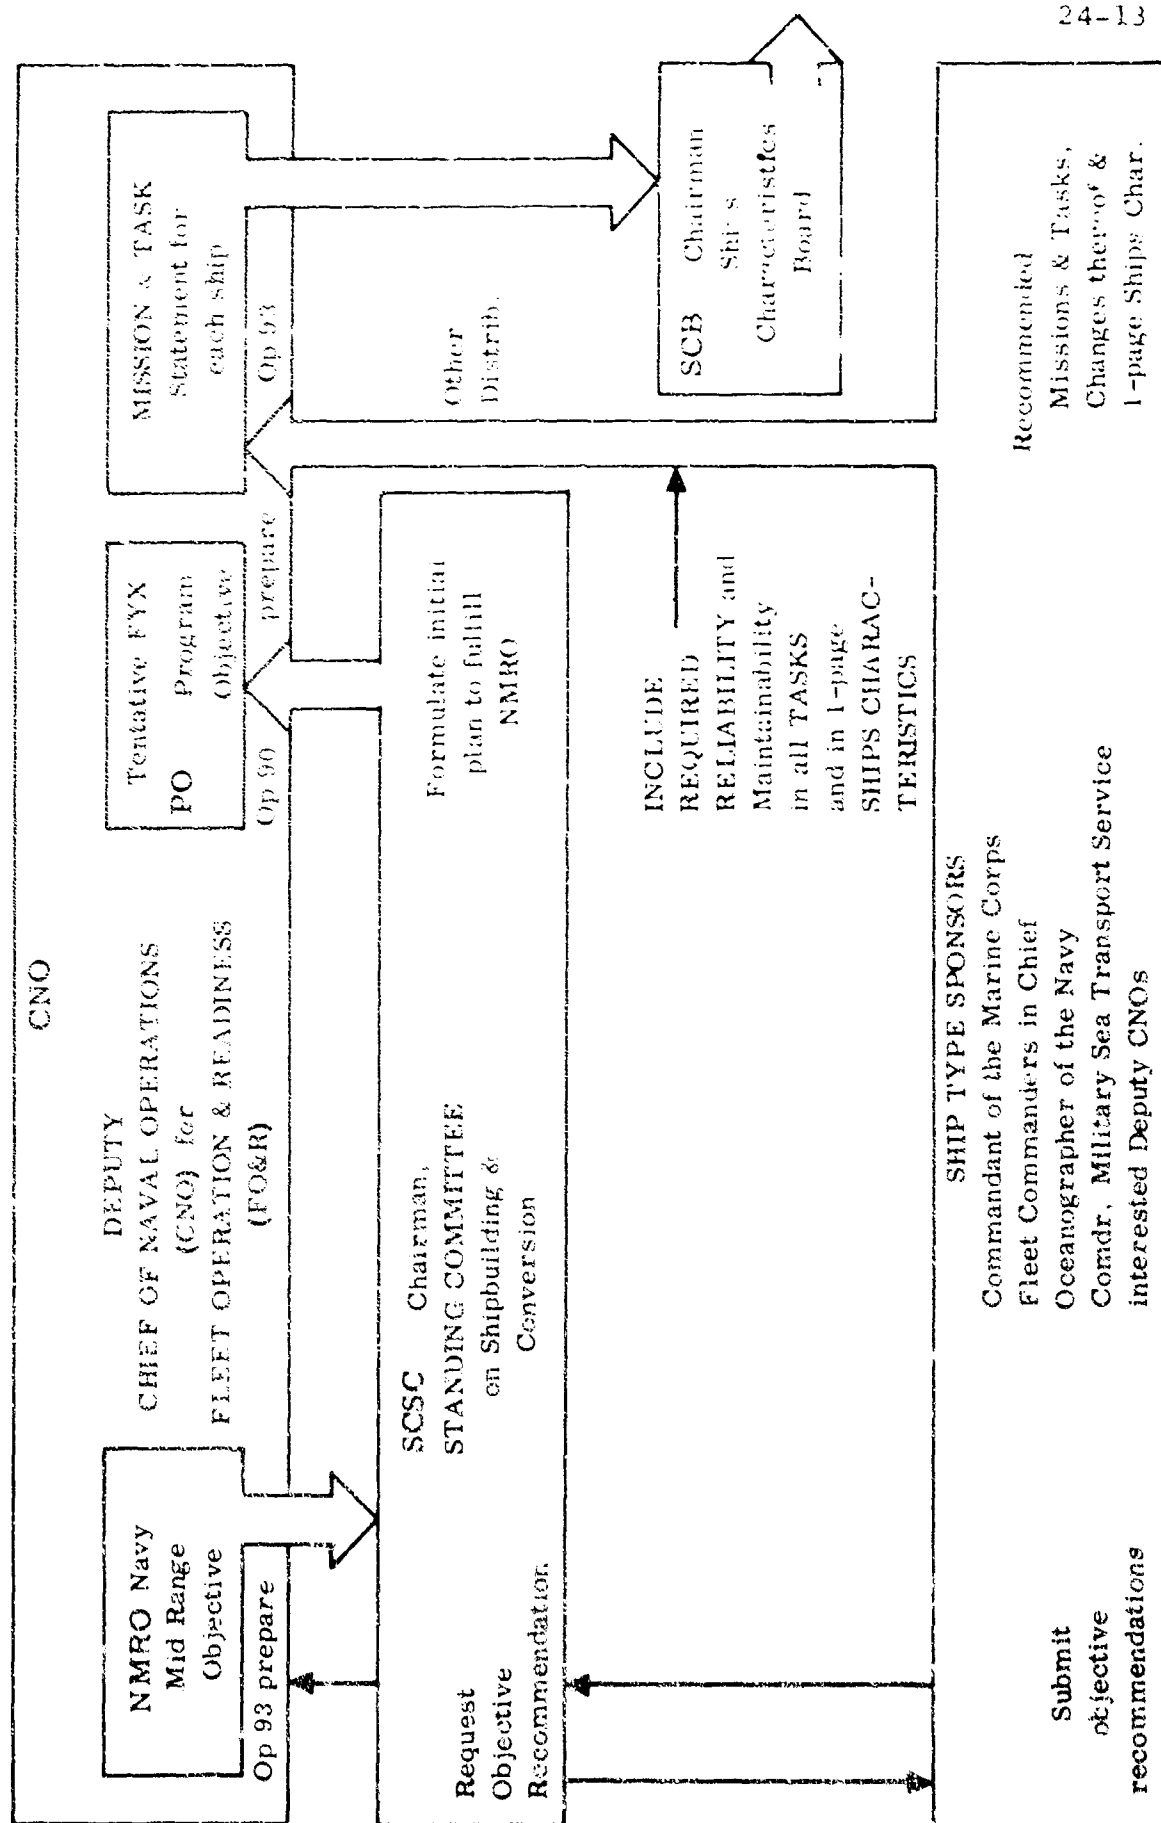 24-13
CNO
DEPUTY
CHIEF OF NAVAL OPERATIONS
(CNO) for
FLEET OPERATION & READINESS
(FO&R)
NMRO Navy
Mid Range
Objective
Op 93 prepare
Tentative FYX
PO Program
Objective
Op 90 prepare
MISSION & TASK
Statement for
each ship
Op 93
SCSC Chairman,
STANDING COMMITTEE
on Shipbuilding &
Conversion
Formulate initial
plan to fulfill
NMRO
Request
Objective
Recommendation
Other
Distrib.
SCB Chairman
Ships
Characteristics
Board
INCLUDE
REQUIRED
RELIABILITY and
Maintainability
in all TASKS
and in 1-page
SHIPS CHARAC-
TERISTICS
SHIP TYPE SPONSORS
Commandant of the Marine Corps
Fleet Commanders in Chief
Oceanographer of the Navy
Comdr, Military Sea Transport Service
interested Deputy CNOs
Submit
objective
recommendations
Recommended
Missions & Tasks,
Changes thereof &
1-page Ships Char.